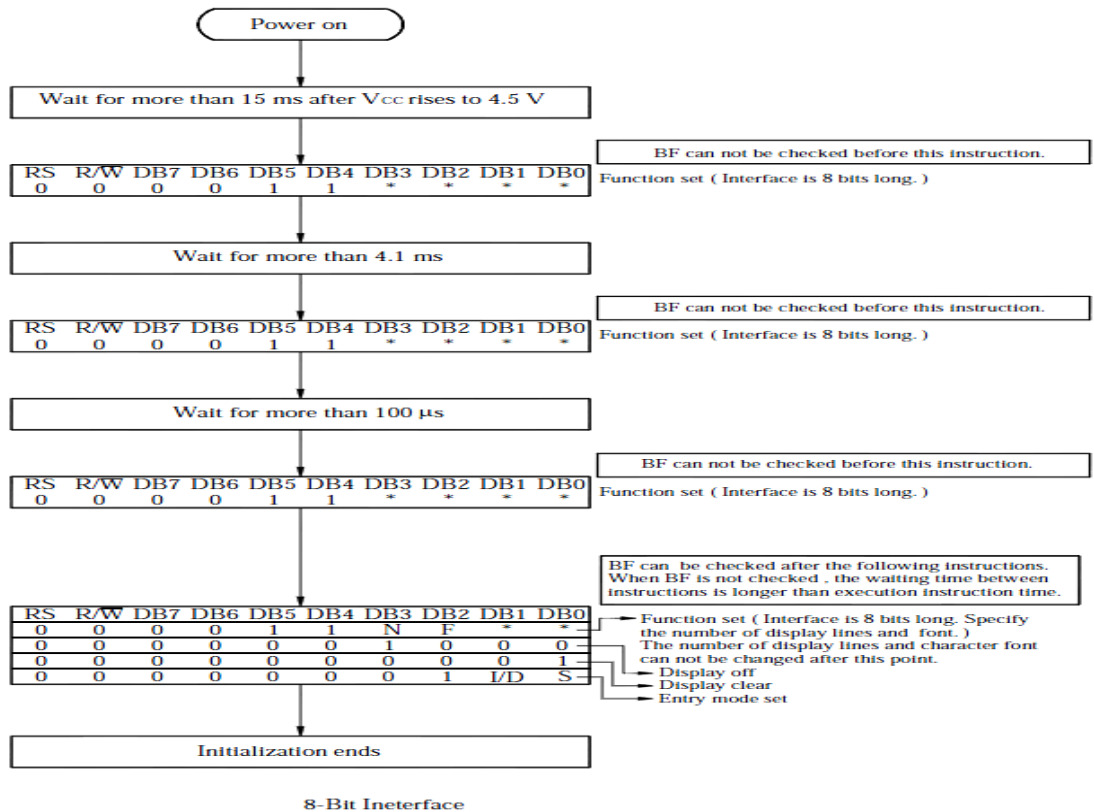 Power on
Wait for more than 15 ms after VCC rises to 4.5 V
BF can not be checked before this instruction.
RS R/W̅ DB7 DB6 DB5 DB4 DB3 DB2 DB1 DB0
0 0 0 0 1 1 * * * *
Function set ( Interface is 8 bits long. )
Wait for more than 4.1 ms
BF can not be checked before this instruction.
RS R/W̅ DB7 DB6 DB5 DB4 DB3 DB2 DB1 DB0
0 0 0 0 1 1 * * * *
Function set ( Interface is 8 bits long. )
Wait for more than 100 µs
BF can not be checked before this instruction.
RS R/W̅ DB7 DB6 DB5 DB4 DB3 DB2 DB1 DB0
0 0 0 0 1 1 * * * *
Function set ( Interface is 8 bits long. )
BF can be checked after the following instructions.
When BF is not checked , the waiting time between
instructions is longer than execution instruction time.
RS R/W̅ DB7 DB6 DB5 DB4 DB3 DB2 DB1 DB0
0 0 0 0 1 1 N F * *
0 0 0 0 0 0 1 0 0 0
0 0 0 0 0 0 0 0 0 1
0 0 0 0 0 0 0 1 I/D S
Function set ( Interface is 8 bits long. Specify
the number of display lines and font. )
The number of display lines and character font
can not be changed after this point.
Display off
Display clear
Entry mode set
Initialization ends
8-Bit Ineterface